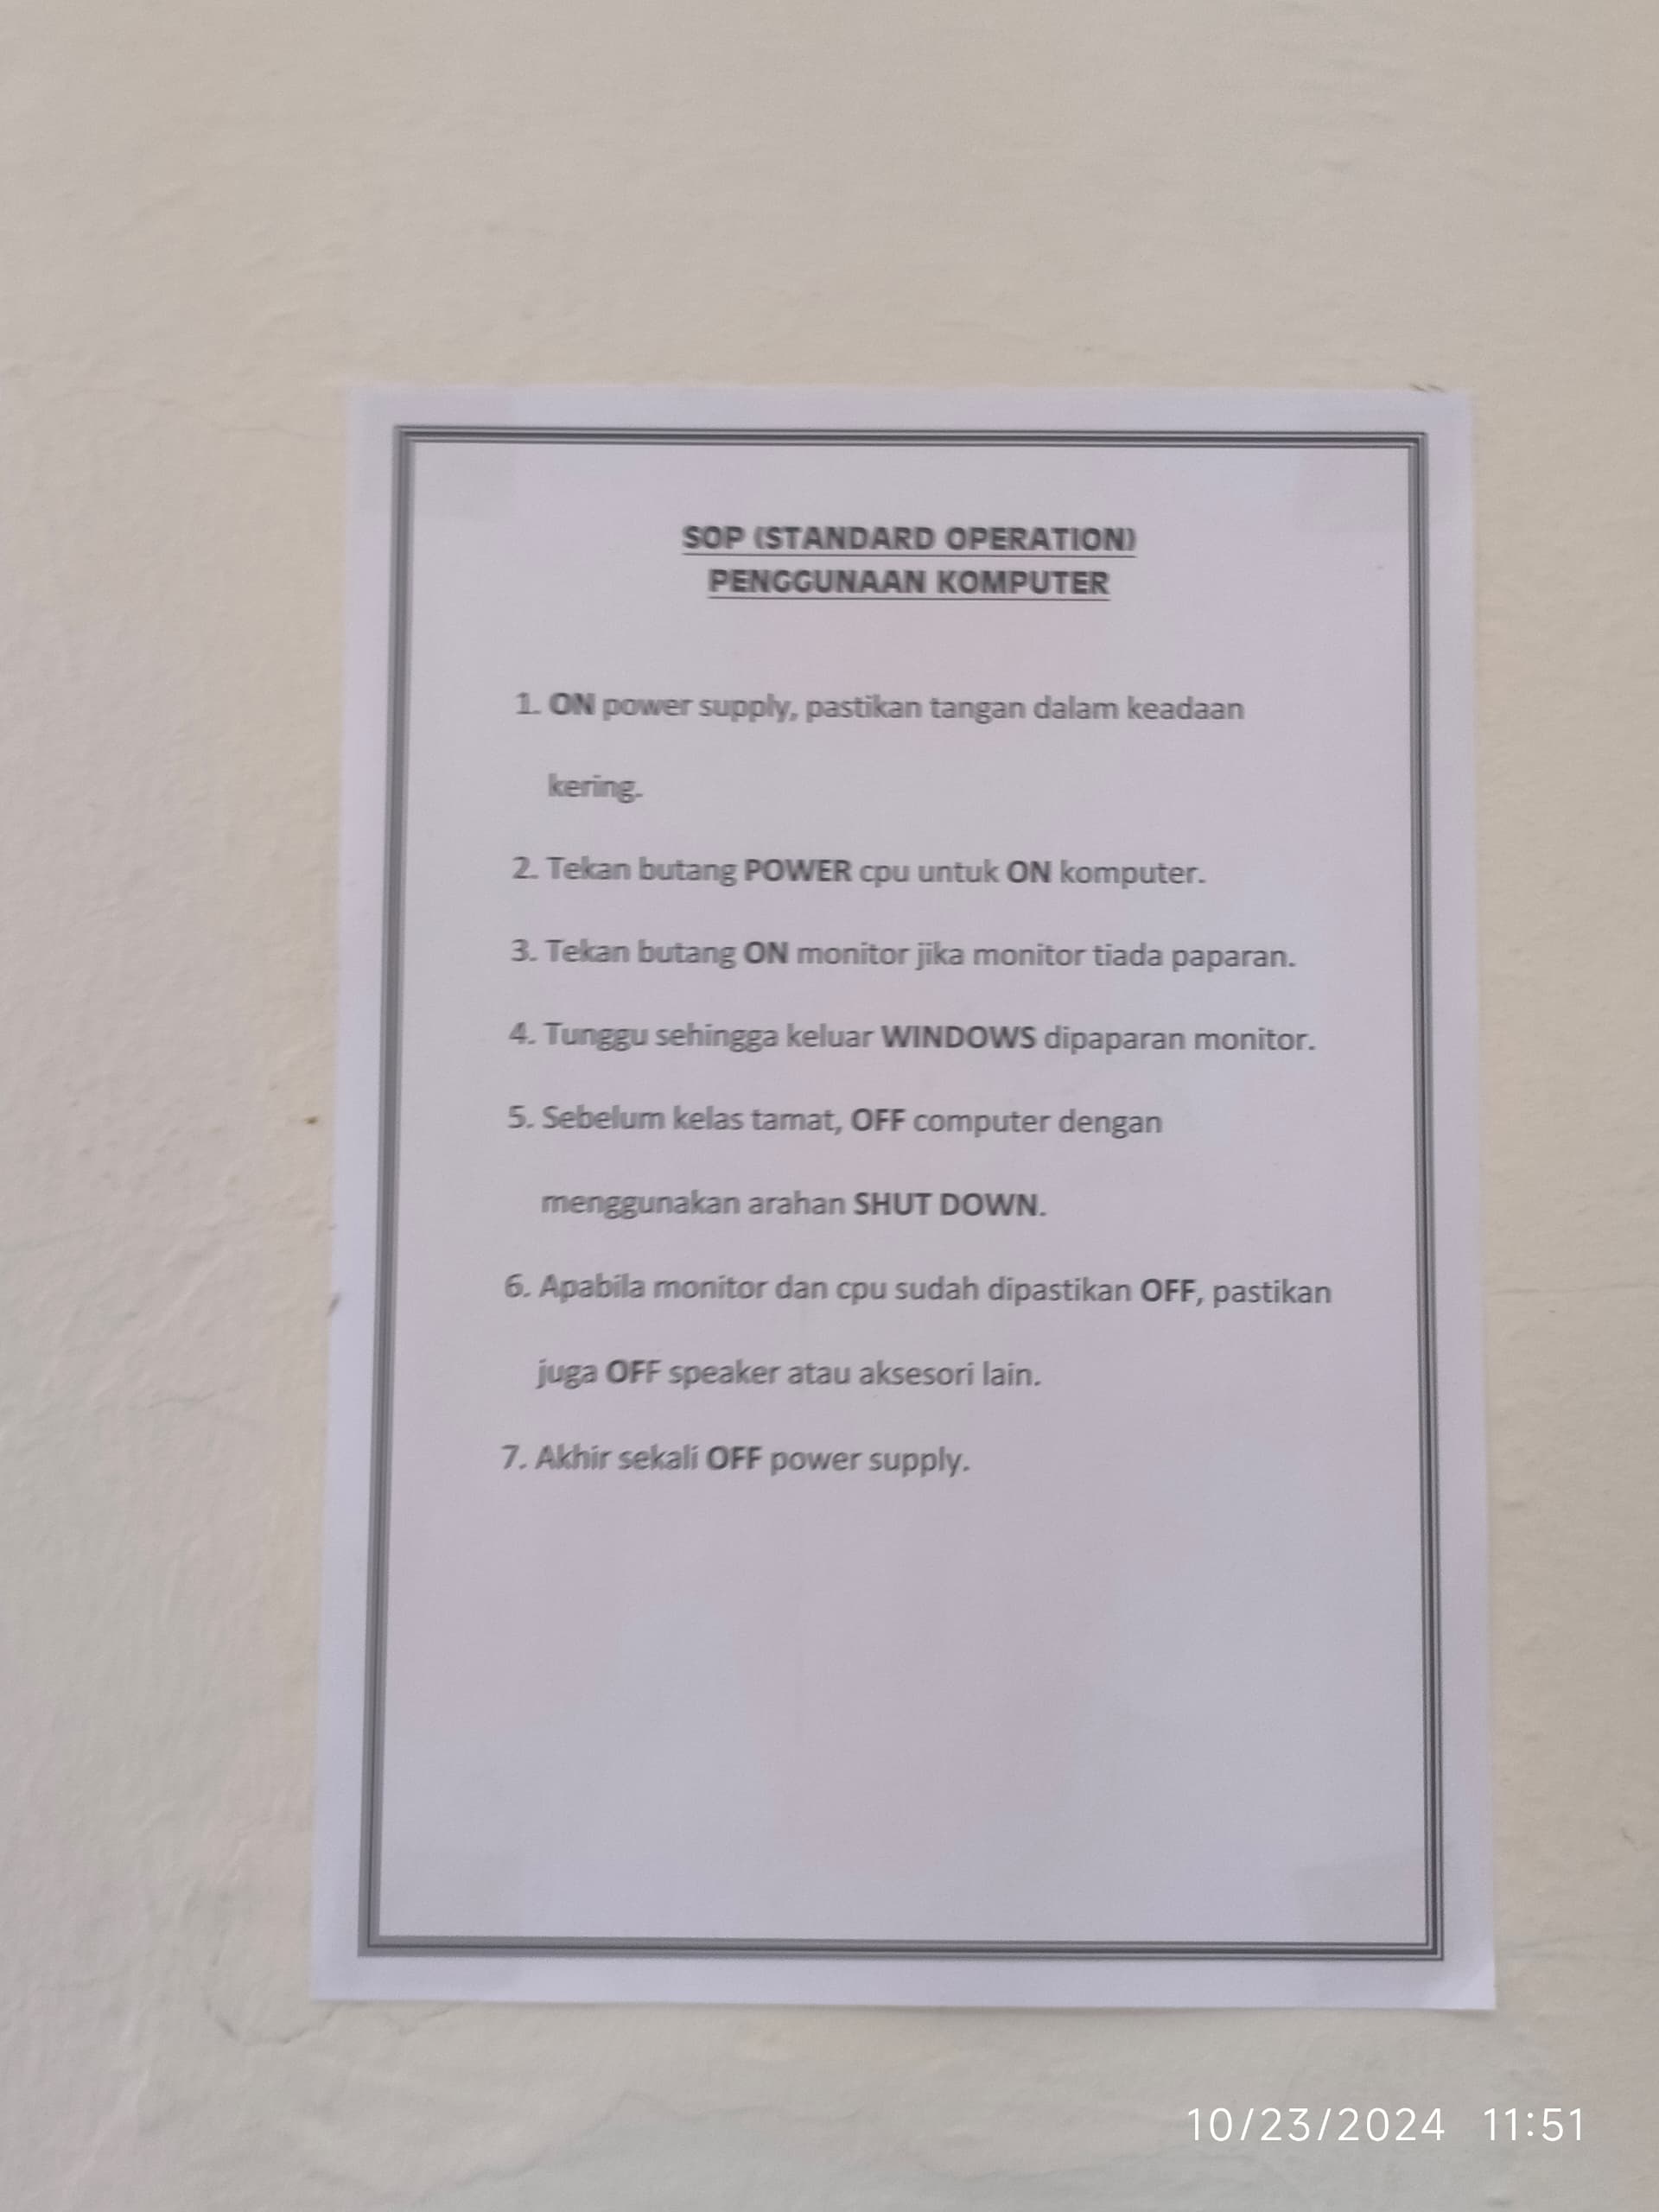 SOP (STANDARD OPERATION)
PENGGUNAAN KOMPUTER
1. ON power supply, pastikan tangan dalam keadaan
kering.
2. Tekan butang POWER cpu untuk ON komputer.
3. Tekan butang ON monitor jika monitor tiada paparan.
4. Tunggu sehingga keluar WINDOWS dipaparan monitor.
5. Sebelum kelas tamat, OFF computer dengan
menggunakan arahan SHUT DOWN.
6. Apabila monitor dan cpu sudah dipastikan OFF, pastikan
juga OFF speaker atau aksesori lain.
7. Akhir sekali OFF power supply.
10/23/2024 11:51